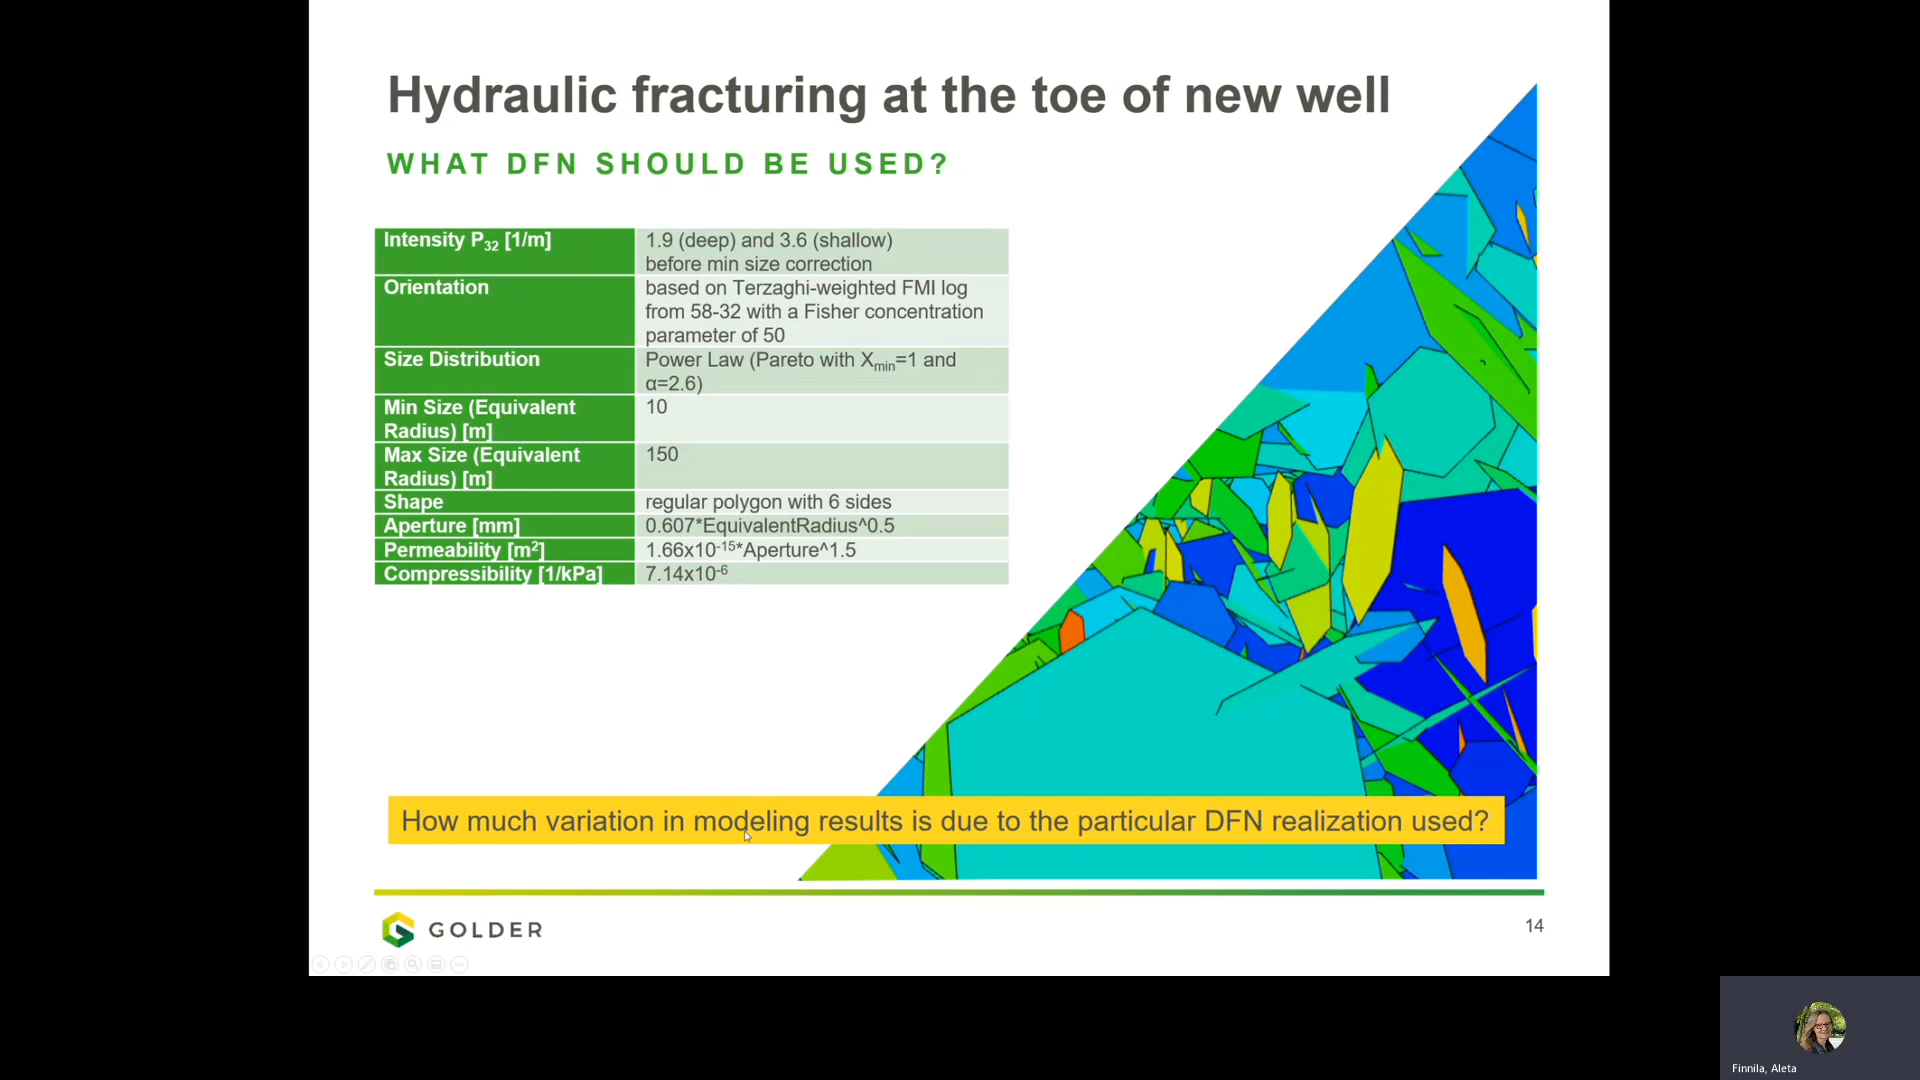 Hydraulic fracturing at the toe of new well
WHAT DFN SHOULD BE USED?
Intensity P32 [1/m]
1.9 (deep) and 3.6 (shallow)
before min size correction
Orientation
based on Terzaghi-weighted FMI log
from 58-32 with a Fisher concentration
parameter of 50
Size Distribution
Power Law (Pareto with Xmin=1 and
α=2.6)
Min Size (Equivalent
Radius) [m]
10
Max Size (Equivalent
Radius) [m]
150
Shape
regular polygon with 6 sides
Aperture [mm]
0.607*EquivalentRadius^0.5
Permeability [m²]
1.66x10⁻¹⁵*Aperture^1.5
Compressibility [1/kPa]
7.14x10⁻⁶
How much variation in modeling results is due to the particular DFN realization used?
GOLDER
14
Finnila, Aleta